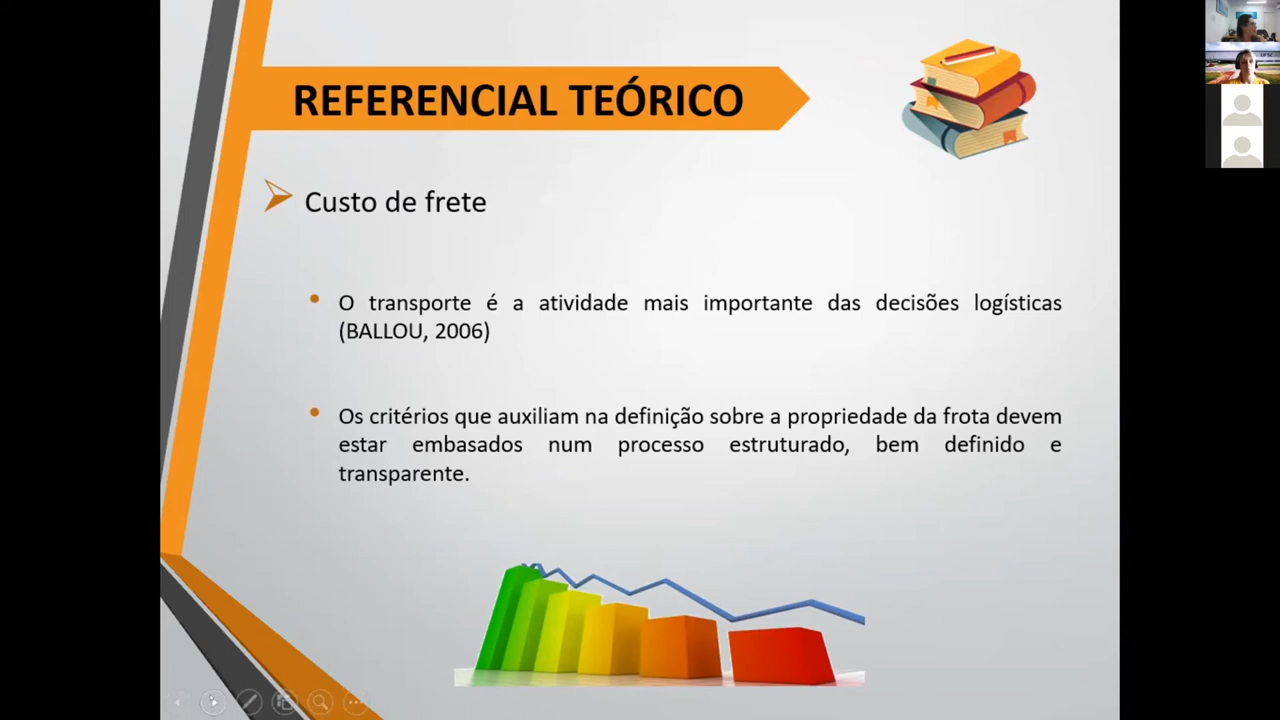 REFERENCIAL TEÓRICO
Custo de frete
O transporte é a atividade mais importante das decisões logísticas
(BALLOU, 2006)
Os critérios que auxiliam na definição sobre a propriedade da frota devem
estar embasados num processo estruturado, bem definido e
transparente.
UFSC